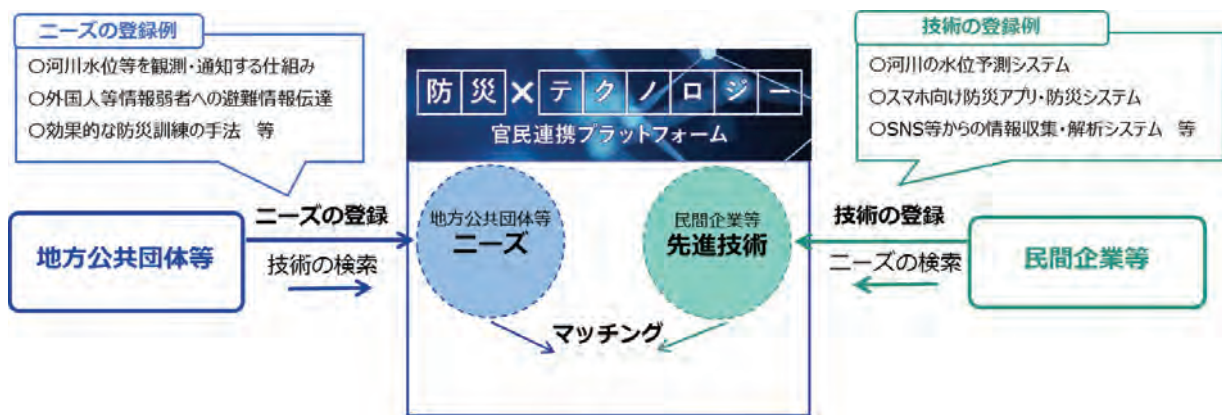 ニーズの登録例
○河川水位等を観測・通知する仕組み
○外国人等情報弱者への避難情報伝達
○効果的な防災訓練の手法　等
地方公共団体等
ニーズの登録
技術の検索
防災×テクノロジー
官民連携プラットフォーム
地方公共団体等
ニーズ
民間企業等
先進技術
マッチング
技術の登録例
○河川の水位予測システム
○スマホ向け防災アプリ・防災システム
○SNS等からの情報収集・解析システム　等
技術の登録
ニーズの検索
民間企業等